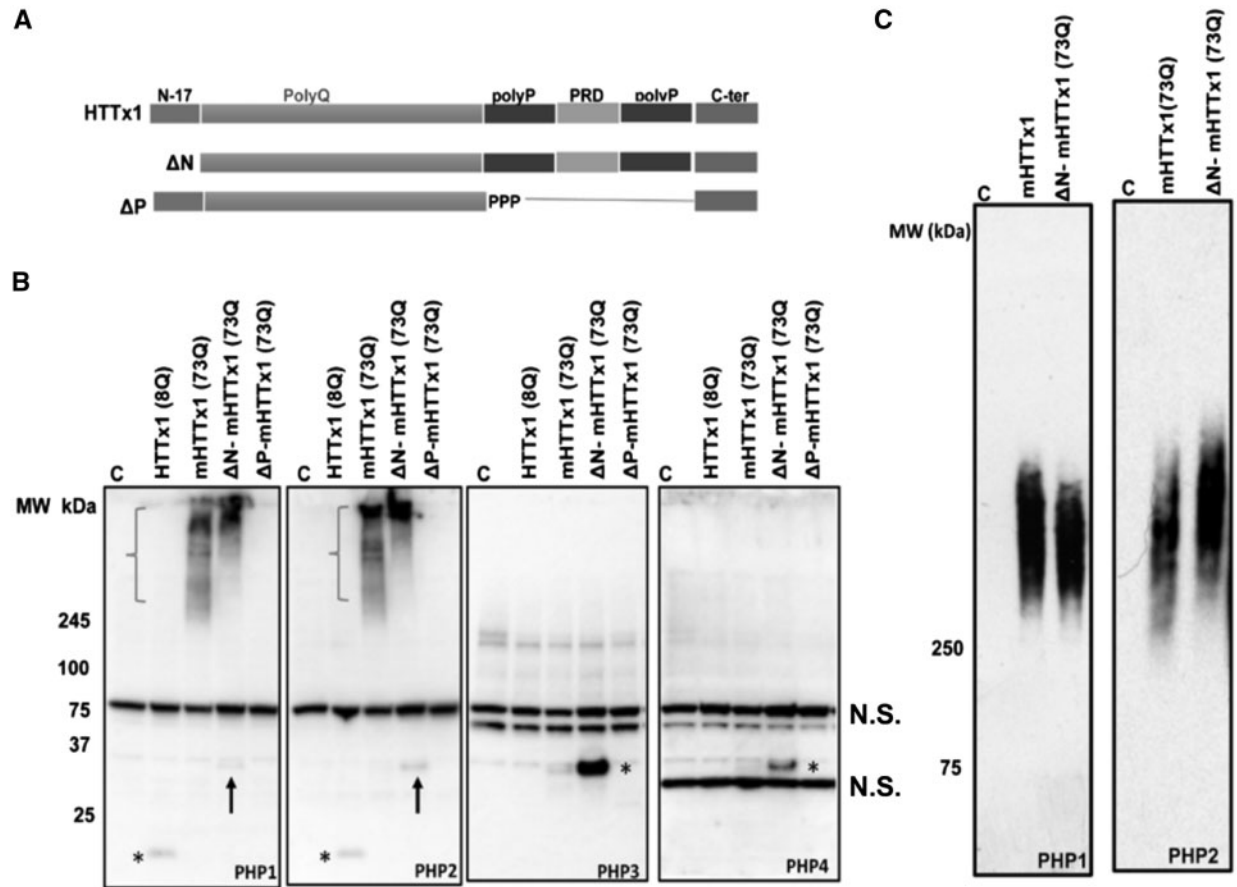 A
N-17 PolyQ polyP PRD polyP C-ter
HTTx1
ΔN
ΔP
PPP
B
C
HTTx1 (8Q)
mHTTx1 (73Q)
ΔN- mHTTx1 (73Q
ΔP-mHTTx1 (73Q)
C
HTTx1 (8Q)
mHTTx1 (73Q)
ΔN- mHTTx1 (73Q
ΔP-mHTTx1 (73Q)
C
HTTx1 (8Q)
mHTTx1 (73Q)
ΔN- mHTTx1 (73Q
ΔP-mHTTx1 (73Q)
C
HTTx1 (8Q)
mHTTx1 (73Q)
ΔN- mHTTx1 (73Q
ΔP-mHTTx1 (73Q)
MW kDa
245
100
75
37
25
* PHP1
* PHP2
* PHP3
* PHP4
N.S.
N.S.
C
C
mHTTx1
ΔN- mHTTx1 (73Q)
C
mHTTx1(73Q)
ΔN- mHTTx1 (73Q)
MW (kDa)
250
75
PHP1
PHP2